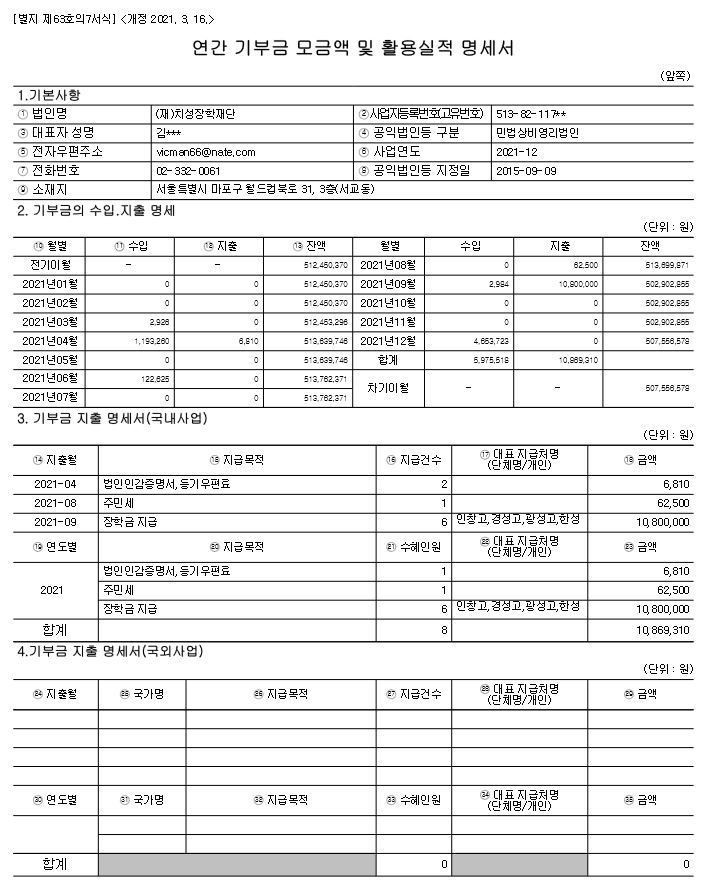 [별지 제63호의7서식] <개정 2021. 3. 16.>
연간 기부금 모금액 및 활용실적 명세서
(앞쪽)
1.기본사항
① 법인명 (재)치성장학재단 ② 사업자등록번호(고유번호) 513-82-117**
③ 대표자 성명 김*** ④ 공익법인등 구분 민법상비영리법인
⑤ 전자우편주소 vicman66@nate.com ⑥ 사업연도 2021-12
⑦ 전화번호 02-332-0061 ⑧ 공익법인등 지정일 2015-09-09
⑨ 소재지 서울특별시 마포구 월드컵북로 31, 3층(서교동)
2. 기부금의 수입.지출 명세
(단위 : 원)
⑩ 월별 ⑪ 수입 ⑫ 지출 ⑬ 잔액 월별 수입 지출 잔액
전기이월 - - 512,450,370 2021년08월 0 62,500 513,699,871
2021년01월 0 0 512,450,370 2021년09월 2,984 10,800,000 502,902,855
2021년02월 0 0 512,450,370 2021년10월 0 0 502,902,855
2021년03월 2,926 0 512,453,296 2021년11월 0 0 502,902,855
2021년04월 1,193,260 6,810 513,639,746 2021년12월 4,653,723 0 507,556,578
2021년05월 0 0 513,639,746 합계 5,975,518 10,869,310
2021년06월 122,625 0 513,762,371 차기이월 - - 507,556,578
2021년07월 0 0 513,762,371
3. 기부금 지출 명세서(국내사업)
(단위 : 원)
⑭ 지출월 ⑮ 지급목적 ⑯ 지급건수 ⑰ 대표 지급처명 (단체명/개인) ⑱ 금액
2021-04 법인인감증명서,등기우편료 2 6,810
2021-08 주민세 1 62,500
2021-09 장학금 지급 6 인창고,경성고,광성고,한성 10,800,000
⑲ 연도별 ⑳ 지급목적 ㉑ 수혜인원 ㉒ 대표 지급처명 (단체명/개인) ㉓ 금액
2021 법인인감증명서,등기우편료 1 6,810
주민세 1 62,500
장학금 지급 6 인창고,경성고,광성고,한성 10,800,000
합계 8 10,869,310
4.기부금 지출 명세서(국외사업)
(단위 : 원)
㉔ 지출월 ㉕ 국가명 ㉖ 지급목적 ㉗ 지급건수 ㉘ 대표 지급처명 (단체명/개인) ㉙ 금액
㉚ 연도별 ㉛ 국가명 ㉜ 지급목적 ㉝ 수혜인원 ㉞ 대표 지급처명 (단체명/개인) ㉟ 금액
합계 0 0